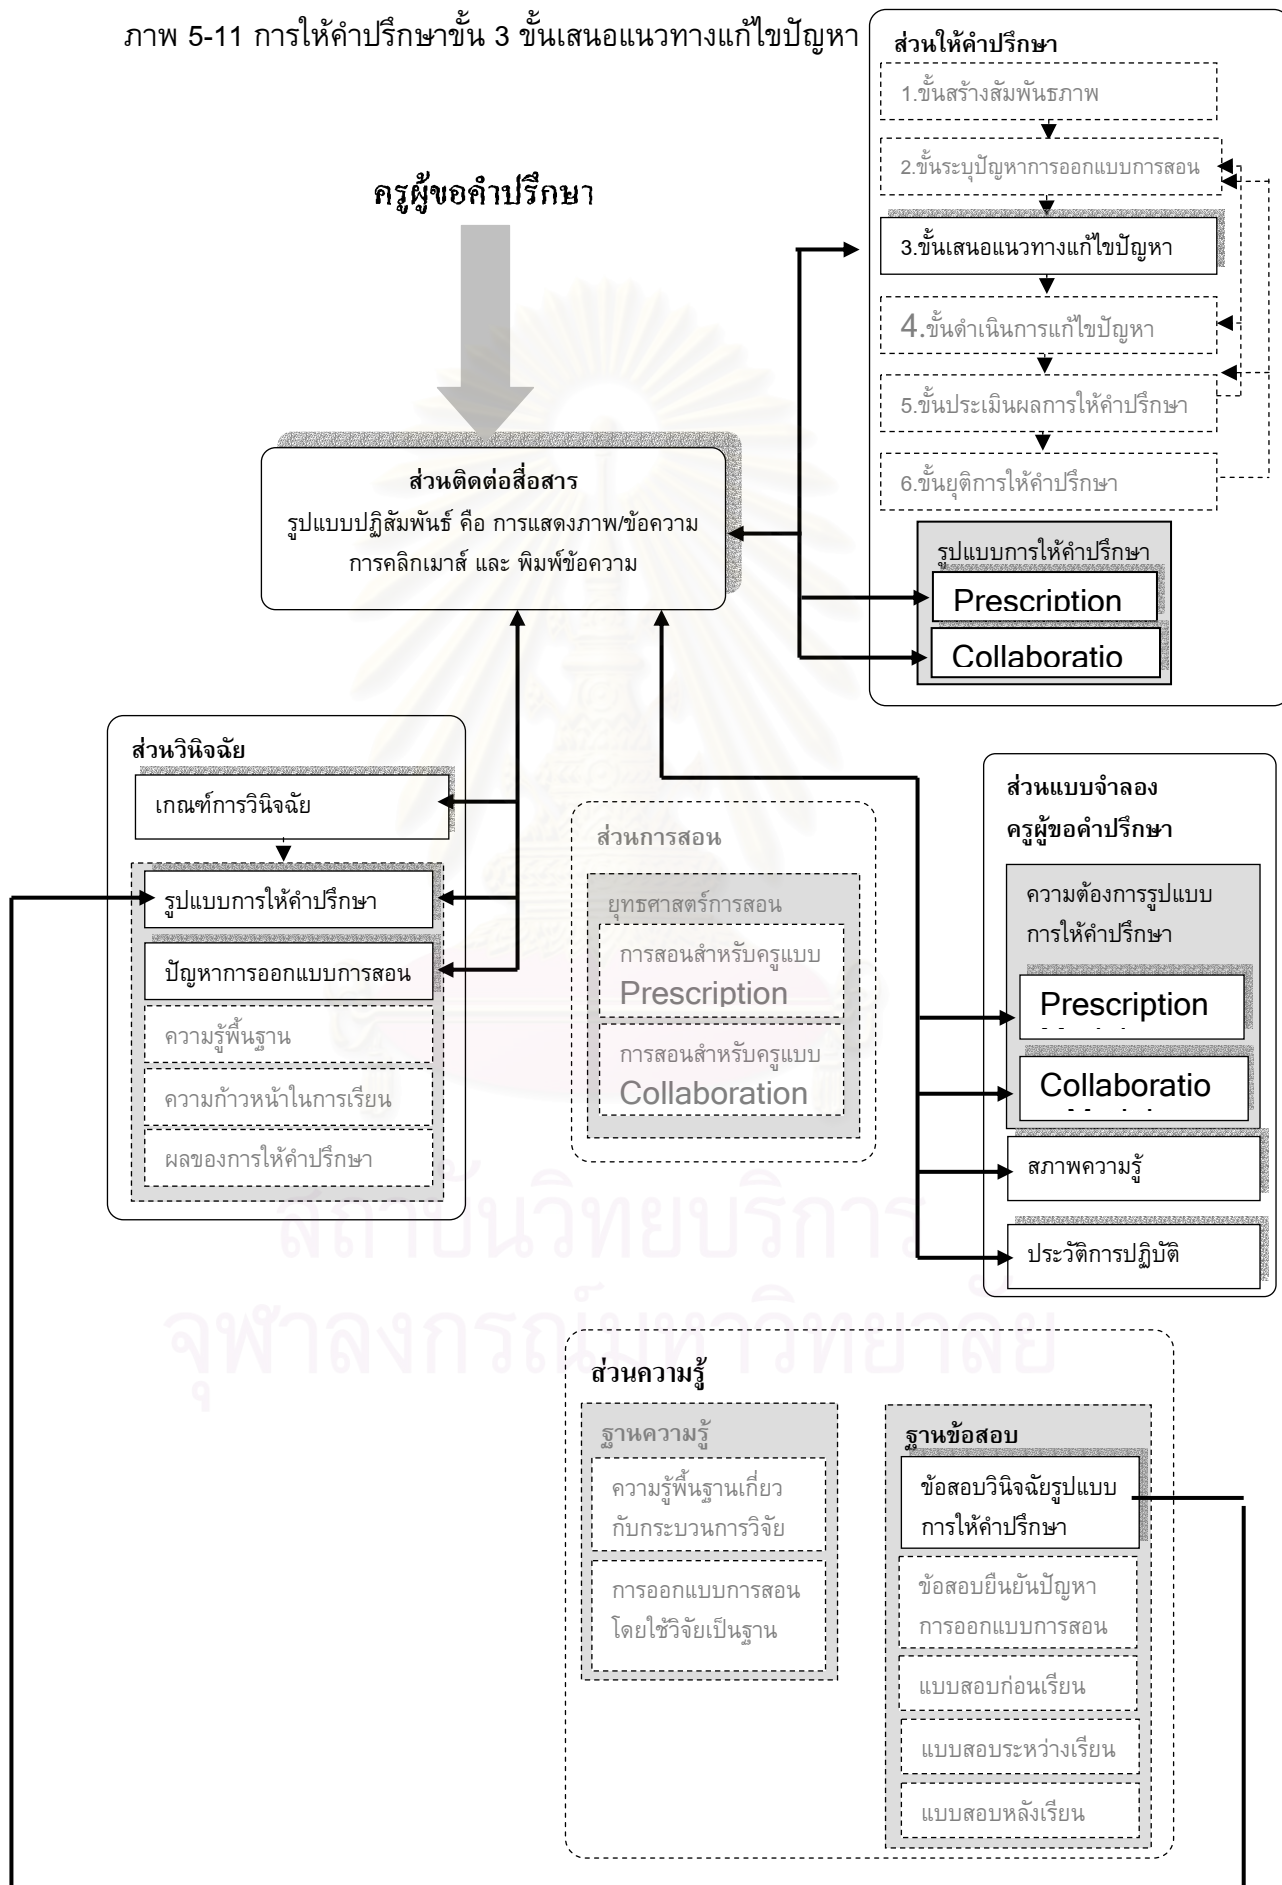 ภาพ 5-11 การให้คำปรึกษาขั้น 3 ขั้นเสนอแนวทางแก้ไขปัญหา
ส่วนให้คำปรึกษา
1.ขั้นสร้างสัมพันธภาพ
2.ขั้นระบุปัญหาการออกแบบการสอน
3.ขั้นเสนอแนวทางแก้ไขปัญหา
4.ขั้นดำเนินการแก้ไขปัญหา
5.ขั้นประเมินผลการให้คำปรึกษา
6.ขั้นยุติการให้คำปรึกษา
รูปแบบการให้คำปรึกษา
Prescription
Collaboratio
ครูผู้ขอคำปรึกษา
ส่วนติดต่อสื่อสาร
รูปแบบปฏิสัมพันธ์ คือ การแสดงภาพ/ข้อความ
การคลิกเมาส์ และ พิมพ์ข้อความ
ส่วนวินิจฉัย
เกณฑ์การวินิจฉัย
รูปแบบการให้คำปรึกษา
ปัญหาการออกแบบการสอน
ความรู้พื้นฐาน
ความก้าวหน้าในการเรียน
ผลของการให้คำปรึกษา
ส่วนการสอน
ยุทธศาสตร์การสอน
การสอนสำหรับครูแบบ
Prescription
การสอนสำหรับครูแบบ
Collaboration
ส่วนแบบจำลอง
ครูผู้ขอคำปรึกษา
ความต้องการรูปแบบ
การให้คำปรึกษา
Prescription
Collaboratio
สภาพความรู้
ประวัติการปฏิบัติ
สถาบันวิทยบริการ
จุฬาลงกรณ์มหาวิทยาลัย
ส่วนความรู้
ฐานความรู้
ความรู้พื้นฐานเกี่ยว
กับกระบวนการวิจัย
การออกแบบการสอน
โดยใช้วิจัยเป็นฐาน
ฐานข้อสอบ
ข้อสอบวินิจฉัยรูปแบบ
การให้คำปรึกษา
ข้อสอบยืนยันปัญหา
การออกแบบการสอน
แบบสอบก่อนเรียน
แบบสอบระหว่างเรียน
แบบสอบหลังเรียน